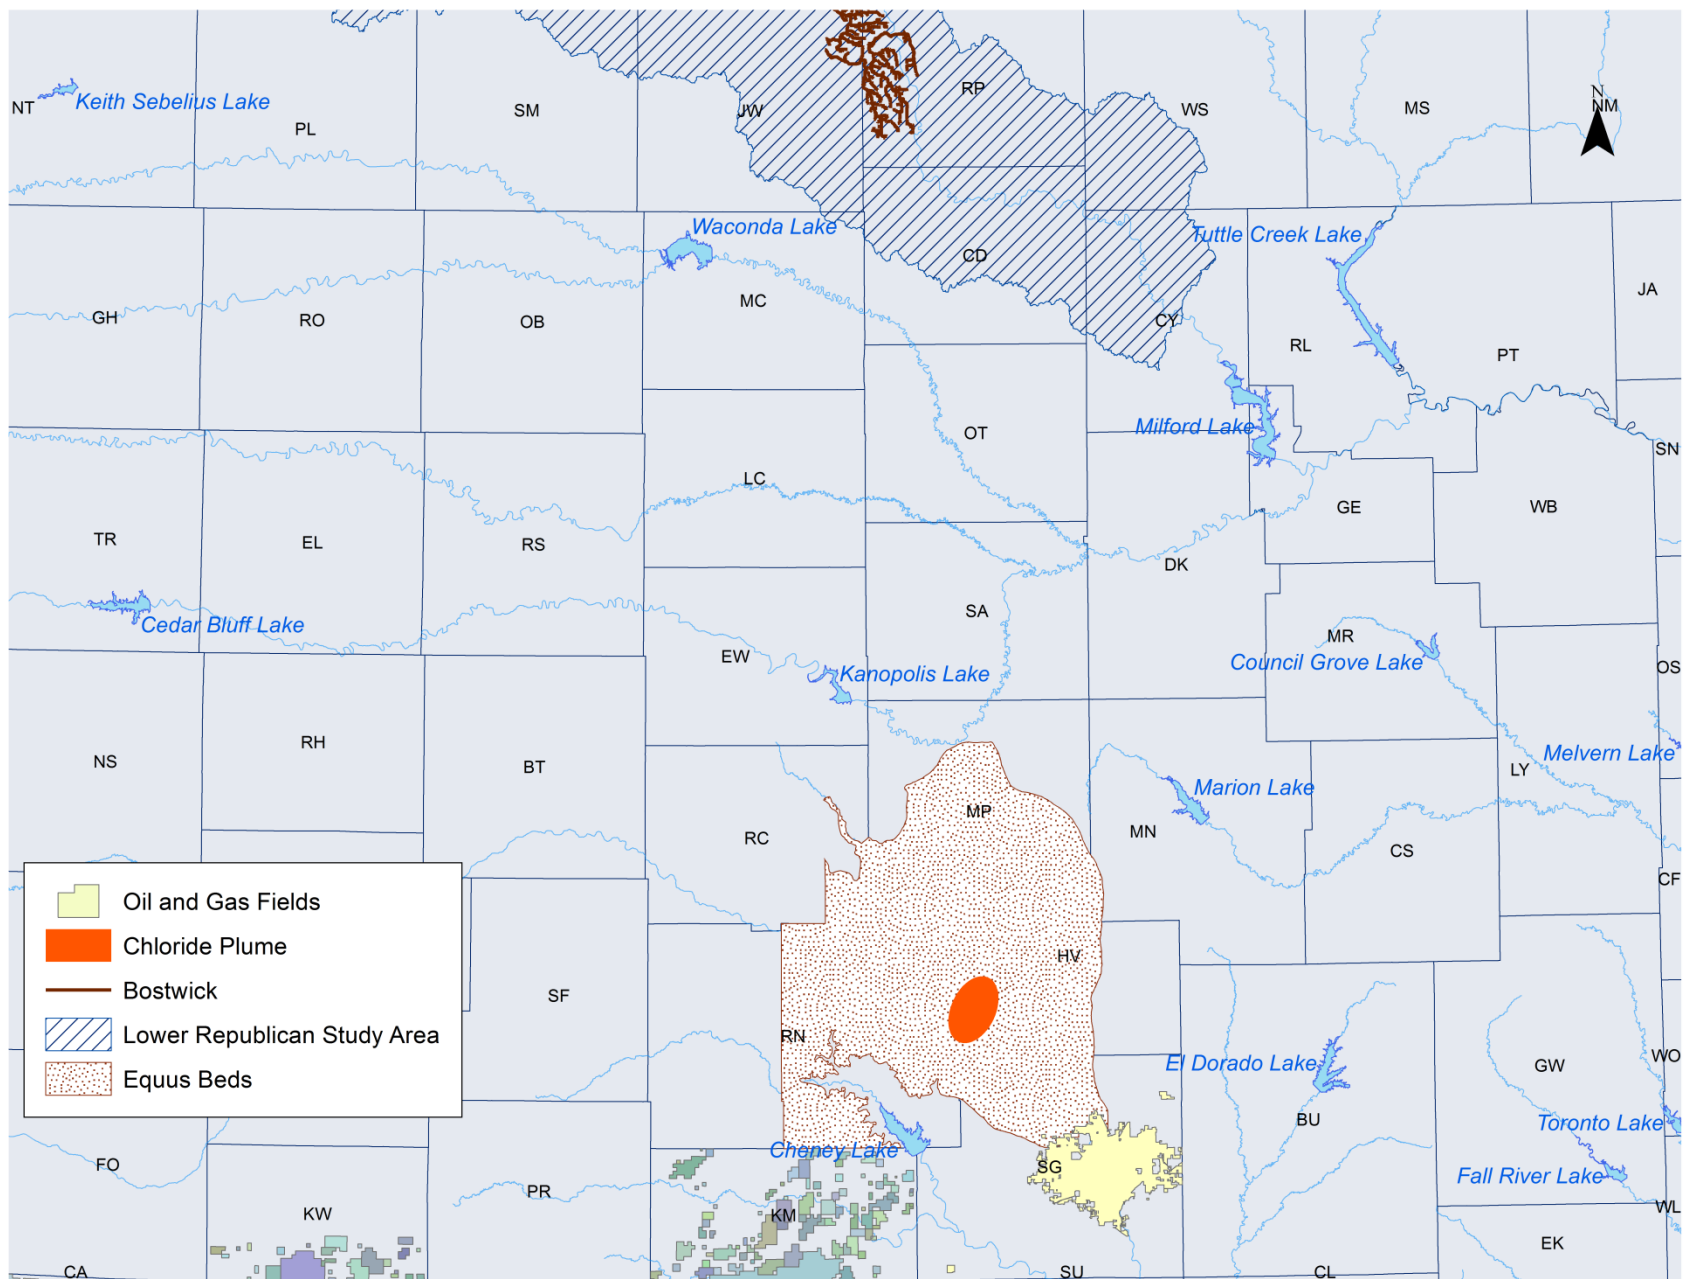 N
NM
NT
Keith Sebelius Lake
PL
SM
JW
RP
WS
MS
Waconda Lake
Tuttle Creek Lake
CD
MC
GH
RO
OB
CY
RL
PT
JA
Milford Lake
OT
SN
LC
GE
WB
TR
EL
RS
DK
Cedar Bluff Lake
SA
MR
EW
Council Grove Lake
OS
Kanopolis Lake
NS
RH
BT
Melvern Lake
LY
Marion Lake
MP
RC
MN
CS
CF
HV
SF
RN
Oil and Gas Fields
Chloride Plume
Bostwick
Lower Republican Study Area
Equus Beds
El Dorado Lake
GW
WO
BU
Toronto Lake
Cheney Lake
FO
SG
Fall River Lake
PR
KW
KM
WL
EK
CA
SU
CL